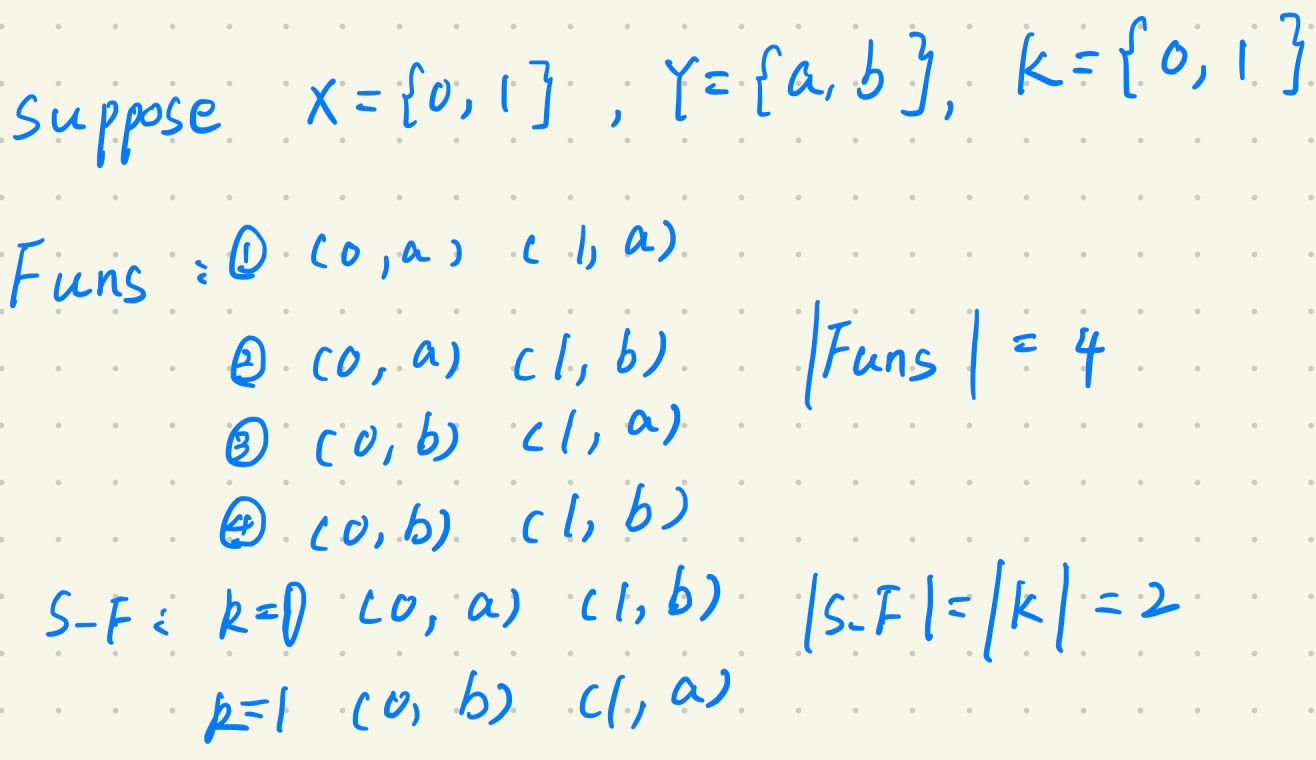 suppose X={0,1}, Y={a,b}, k={0,1}
Funs: ① (0,a) (1,a)
② (0,a) (1,b)
|Funs| = 4
③ (0,b) (1,a)
④ (0,b) (1,b)
S-F: k=0 (0,a) (1,b) |S-F|=|k|=2
k=1 (0,b) (1,a)